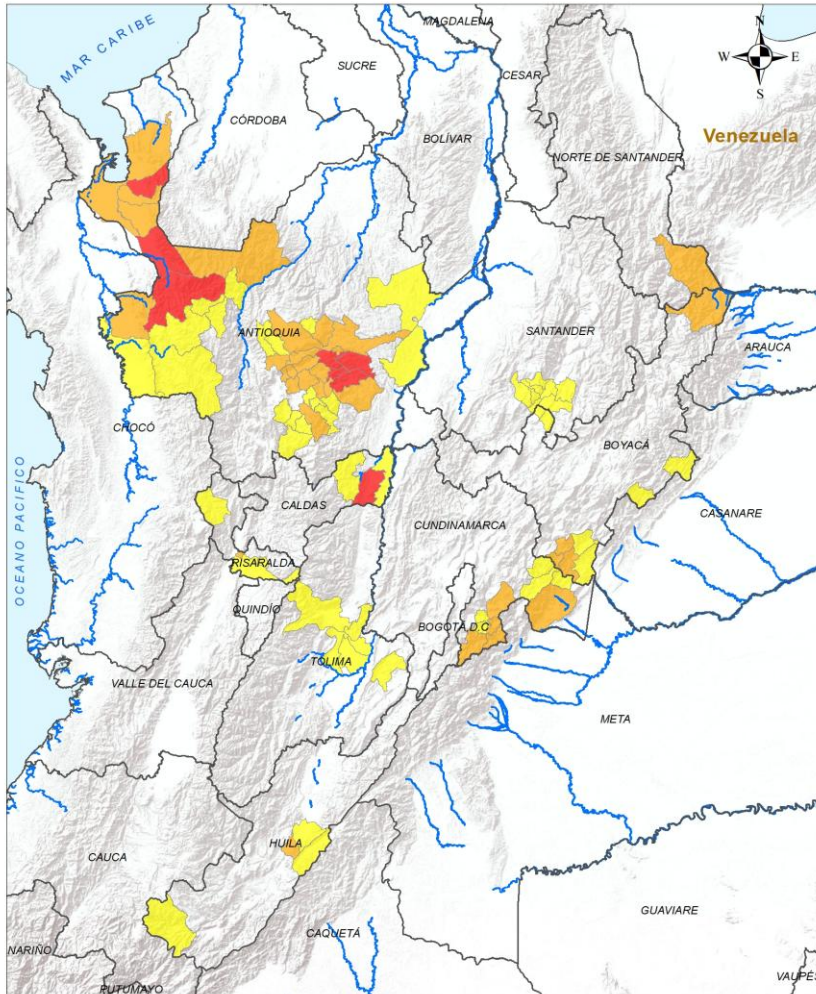 MAGDALENA
N
MAR CARIBE
SUCRE
CESAR
W
E
S
CÓRDOBA
BOLÍVAR
Venezuela
NORTE DE SANTANDER
ANTIOQUIA
SANTANDER
ARAUCA
CHOCÓ
BOYACÁ
OCEANO PACIFICO
CALDAS
CUNDINAMARCA
CASANARE
RISARALDA
QUINDÍO
BOGOTÁ D.C
TOLIMA
VALLE DEL CAUCA
META
HUILA
CAUCA
GUAVIARE
CAQUETÁ
NARIÑO
PUTUMAYO
VAUPÉS